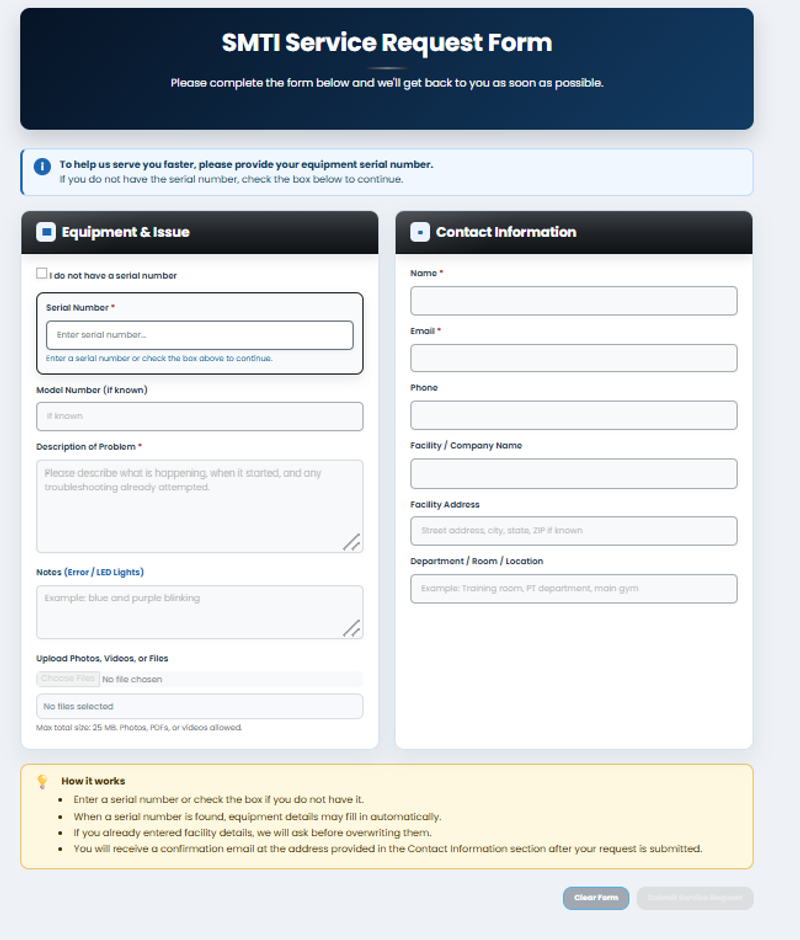 SMTI Service Request Form
Please complete the form below and we'll get back to you as soon as possible.
i
To help us serve you faster, please provide your equipment serial number.
If you do not have the serial number, check the box below to continue.
Equipment & Issue
I do not have a serial number
Serial Number *
Enter serial number...
Enter a serial number or check the box above to continue.
Model Number (if known)
If known
Description of Problem *
Please describe what is happening, when it started, and any
troubleshooting already attempted.
Notes (Error / LED Lights)
Example: blue and purple blinking
Upload Photos, Videos, or Files
Choose Files No file chosen
No files selected
Max total size: 25 MB. Photos, PDFs, or videos allowed.
Contact Information
Name *
Email *
Phone
Facility / Company Name
Facility Address
Street address, city, state, ZIP if known
Department / Room / Location
Example: Training room, PT department, main gym
How it works
• Enter a serial number or check the box if you do not have it.
• When a serial number is found, equipment details may fill in automatically.
• If you already entered facility details, we will ask before overwriting them.
• You will receive a confirmation email at the address provided in the Contact Information section after your request is submitted.
Clear Form
Submit Service Request